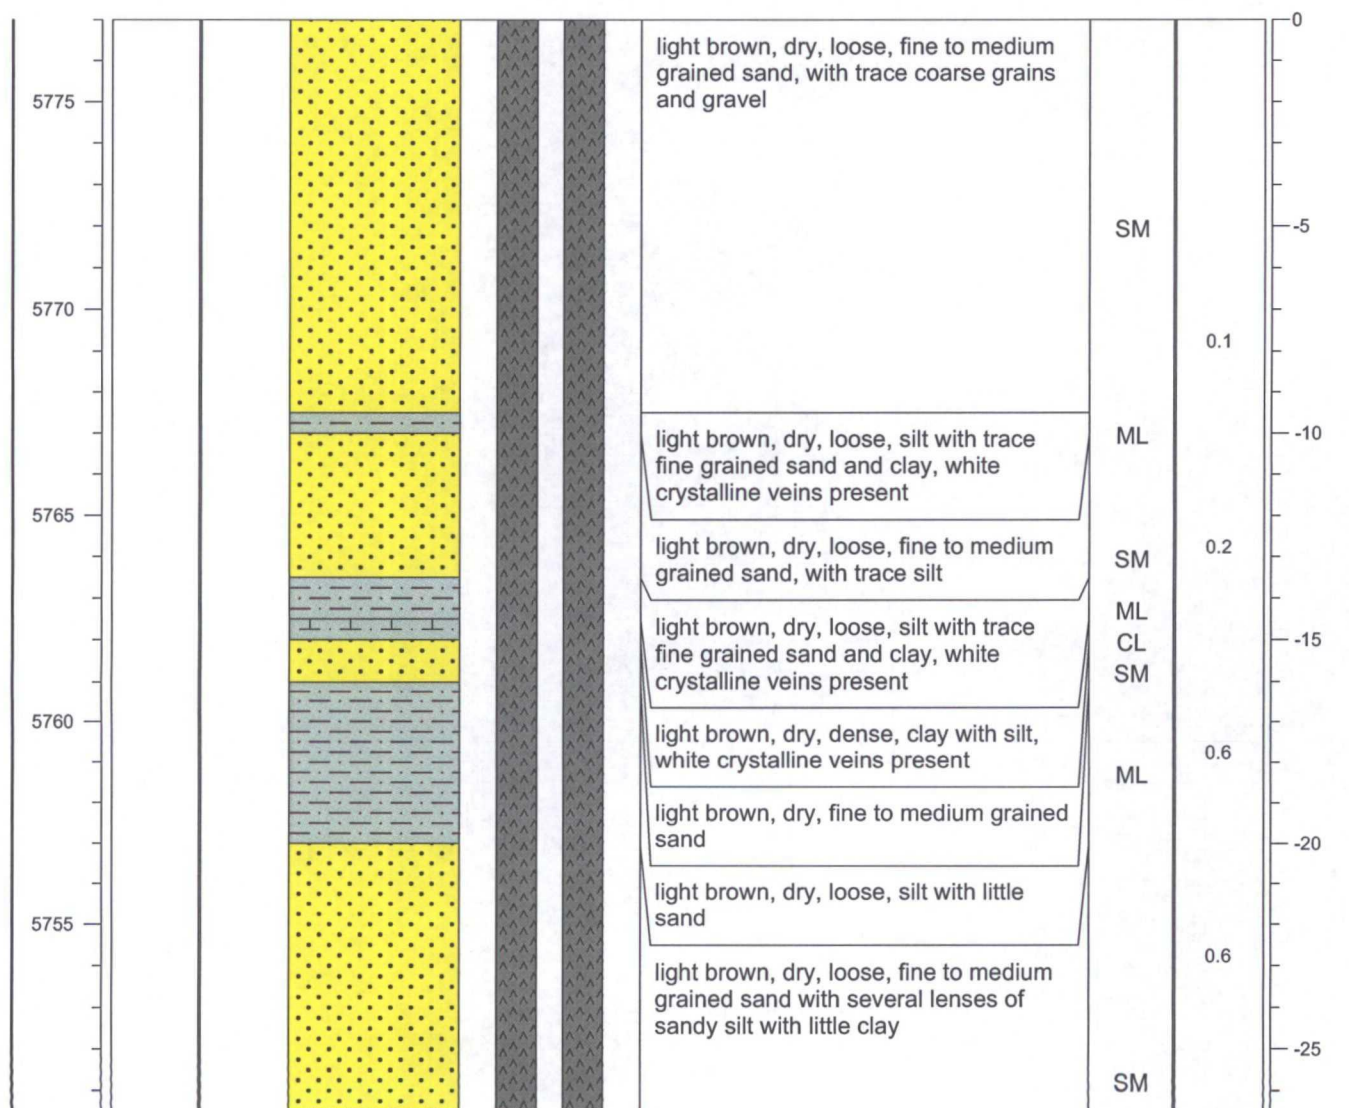 0
light brown, dry, loose, fine to medium
grained sand, with trace coarse grains
and gravel
5775
SM
-5
5770
0.1
ML
-10
light brown, dry, loose, silt with trace
fine grained sand and clay, white
crystalline veins present
5765
light brown, dry, loose, fine to medium
grained sand, with trace silt
SM
0.2
ML
light brown, dry, loose, silt with trace
fine grained sand and clay, white
crystalline veins present
CL
-15
SM
5760
light brown, dry, dense, clay with silt,
white crystalline veins present
0.6
ML
light brown, dry, fine to medium grained
sand
-20
light brown, dry, loose, silt with little
sand
5755
0.6
light brown, dry, loose, fine to medium
grained sand with several lenses of
sandy silt with little clay
-25
SM